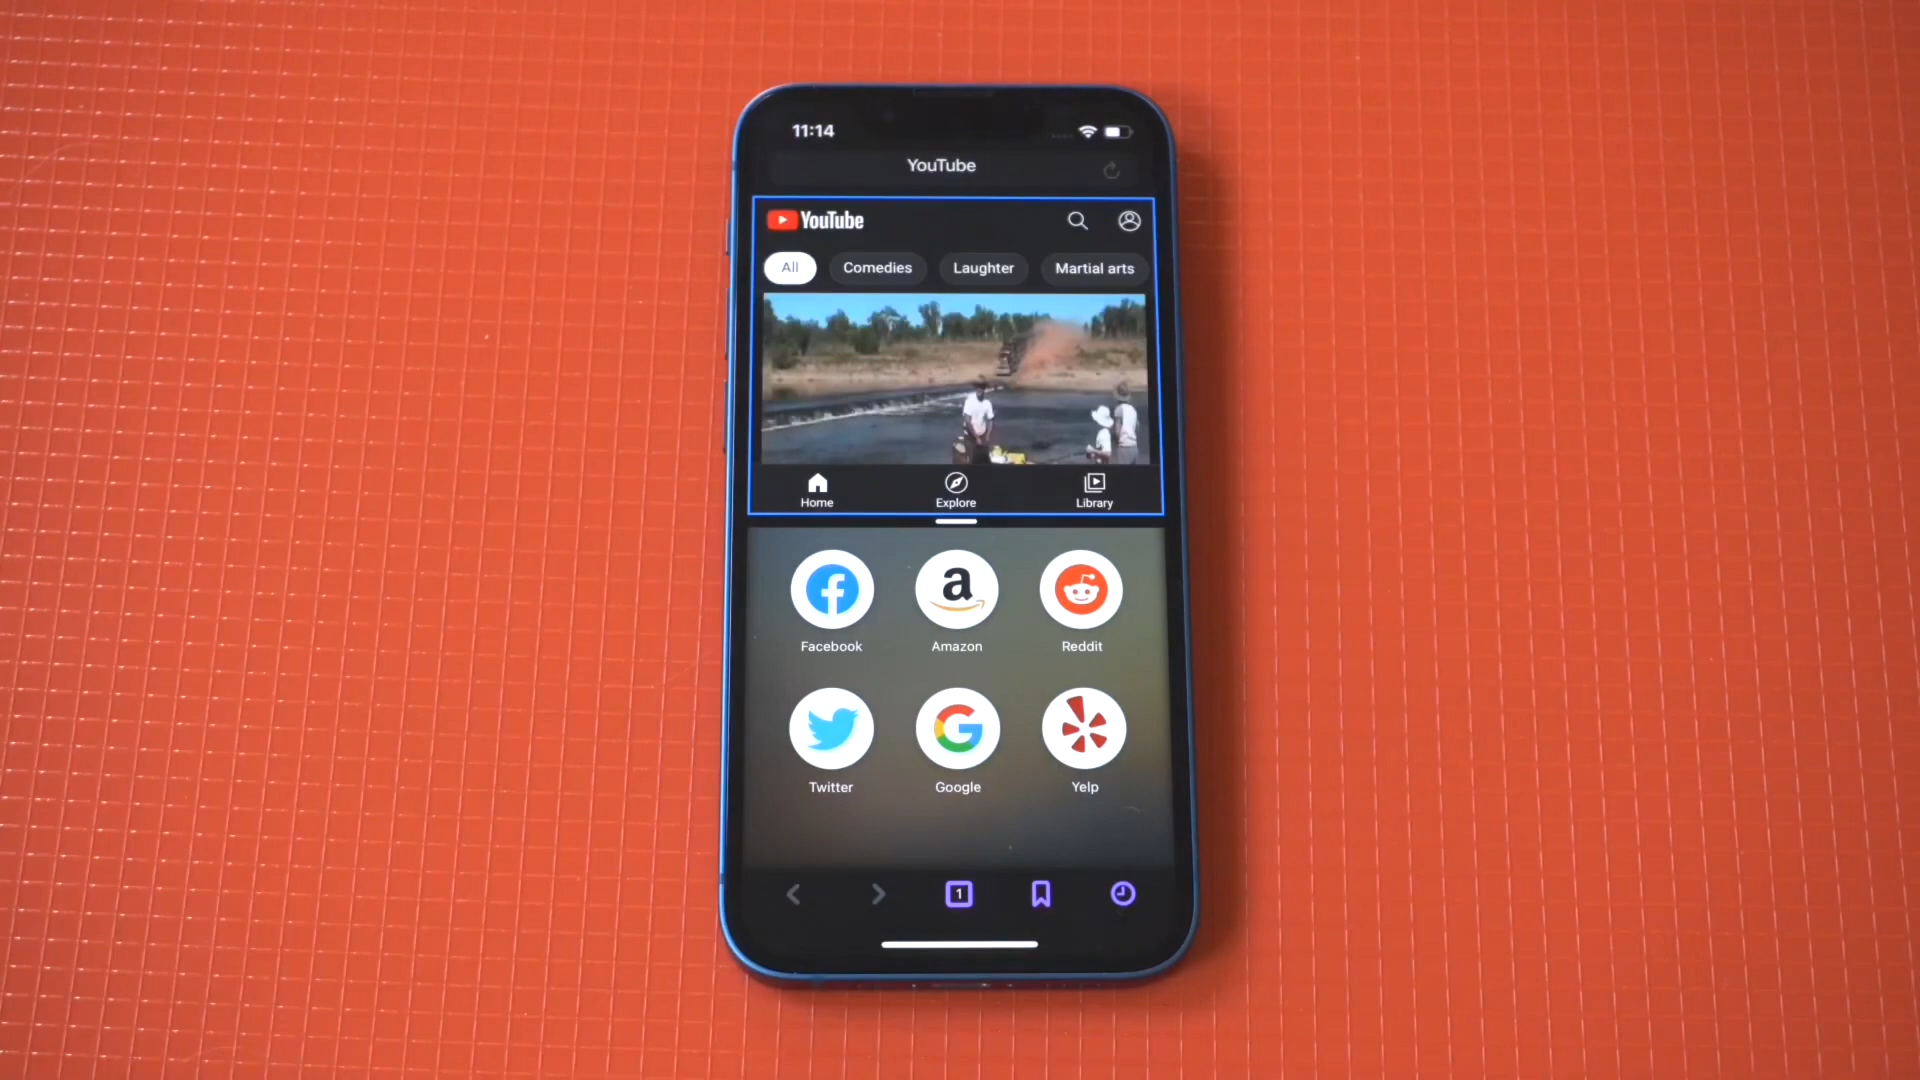 11:14
YouTube
YouTube
All Comedies Laughter Martial arts
Home Explore Library
Facebook Amazon Reddit
Twitter Google Yelp
1